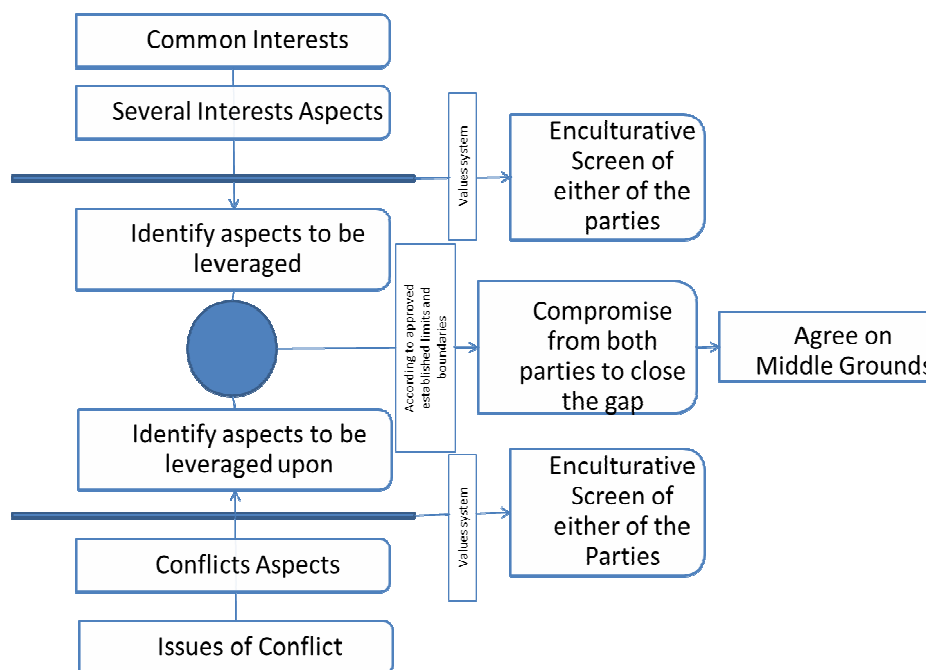 Common Interests
Several Interests Aspects
Values system
Enculturative
Screen of
either of the
parties
Identify aspects to be
leveraged
According to approved
established limits and
boundaries
Compromise
from both
parties to close
the gap
Agree on
Middle Grounds
Identify aspects to be
leveraged upon
Values system
Enculturative
Screen of
either of the
Parties
Conflicts Aspects
Issues of Conflict